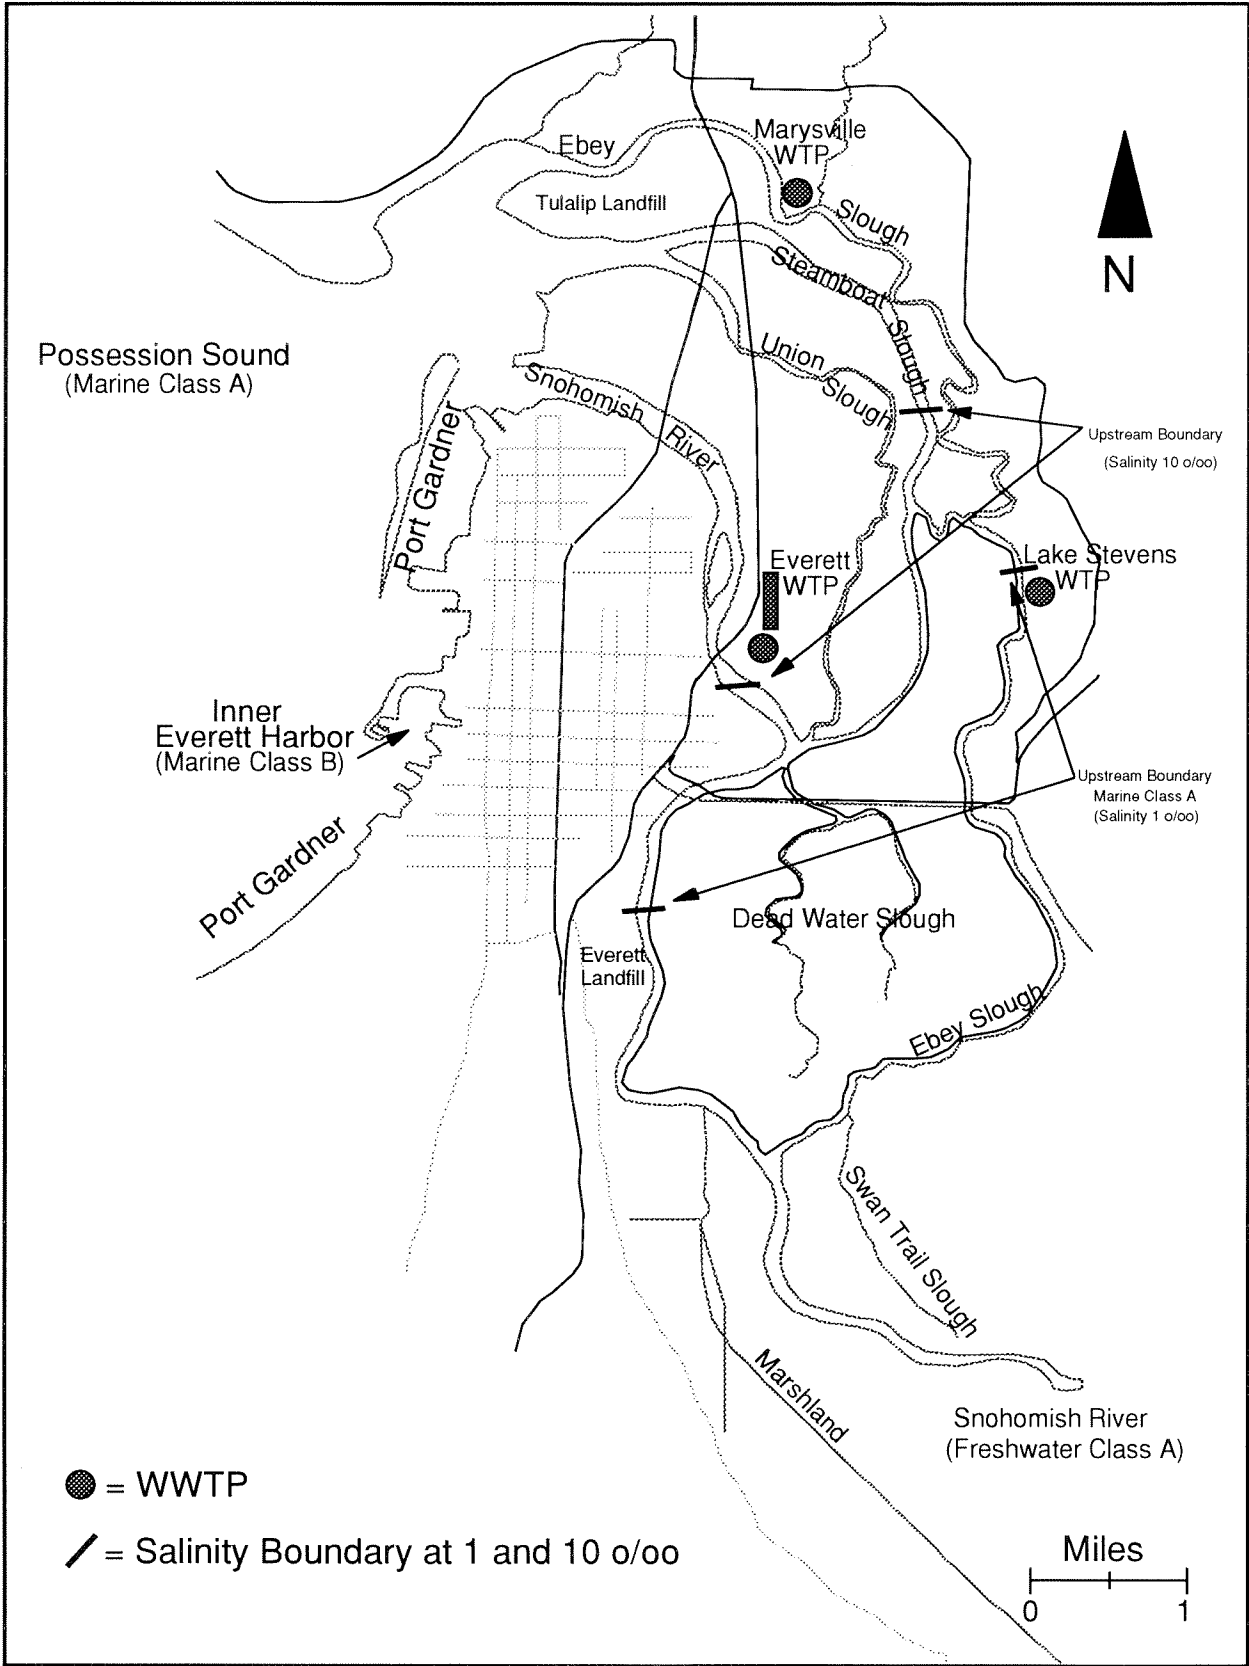 Marysville
WTP
Ebey
Slough
Tulalip Landfill
N
Steamboat
Slough
Possession Sound
(Marine Class A)
Union
Slough
Snohomish
River
Port Gardner
Upstream Boundary
(Salinity 10 o/oo)
Everett
WTP
Lake Stevens
WTP
Inner
Everett Harbor
(Marine Class B)
Upstream Boundary
Marine Class A
(Salinity 1 o/oo)
Port Gardner
Dead Water Slough
Everett
Landfill
Ebey Slough
Swan Trail Slough
Marshland
Snohomish River
(Freshwater Class A)
= WWTP
= Salinity Boundary at 1 and 10 o/oo
Miles
0 1